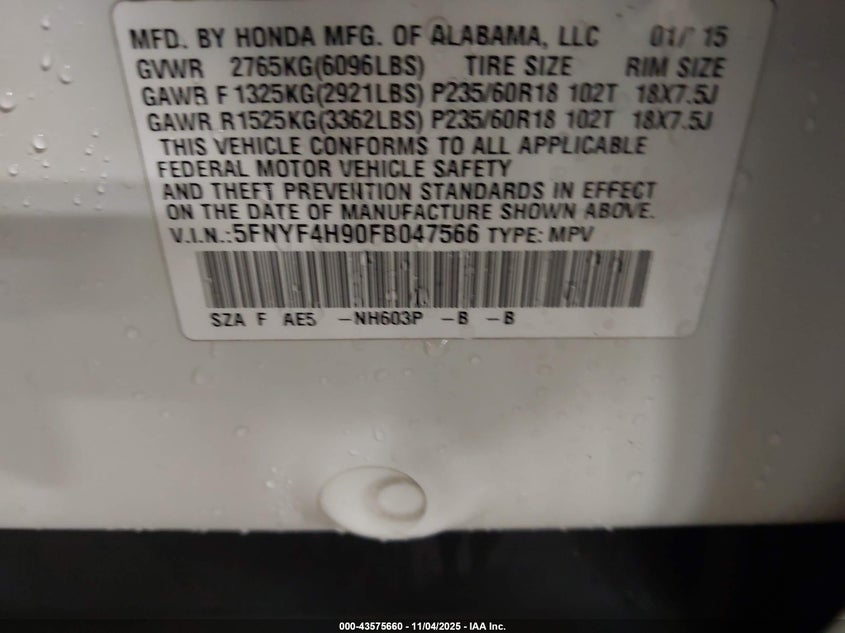 MFD. BY HONDA MFG. OF ALABAMA, LLC 01/ 15
GVWR 2765KG(6096LBS) TIRE SIZE RIM SIZE
GAWR F 1325KG(2921LBS) P235/60R18 102T 18X7.5J
GAWR R1525KG(3362LBS) P235/60R18 102T 18X7.5J
THIS VEHICLE CONFORMS TO ALL APPLICABLE
FEDERAL MOTOR VEHICLE SAFETY
AND THEFT PREVENTION STANDARDS IN EFFECT
ON THE DATE OF MANUFACTURE SHOWN ABOVE.
V.I.N.:5FNYF4H90FB047566 TYPE: MPV
SZA F AE5 -NH603P -B -B
000-43575660 - 11/04/2025 - IAA Inc.